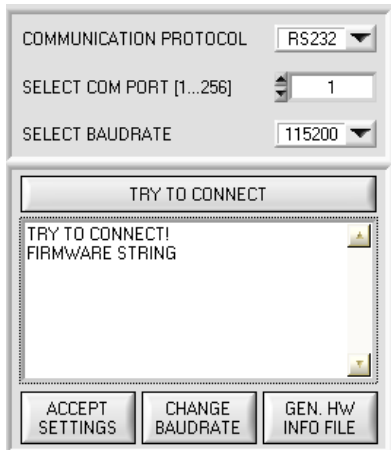 COMMUNICATION PROTOCOL RS232
SELECT COM PORT [1...256] 1
SELECT BAUDRATE 115200
TRY TO CONNECT
TRY TO CONNECT!
FIRMWARE STRING
ACCEPT SETTINGS
CHANGE BAUDRATE
GEN. HW INFO FILE